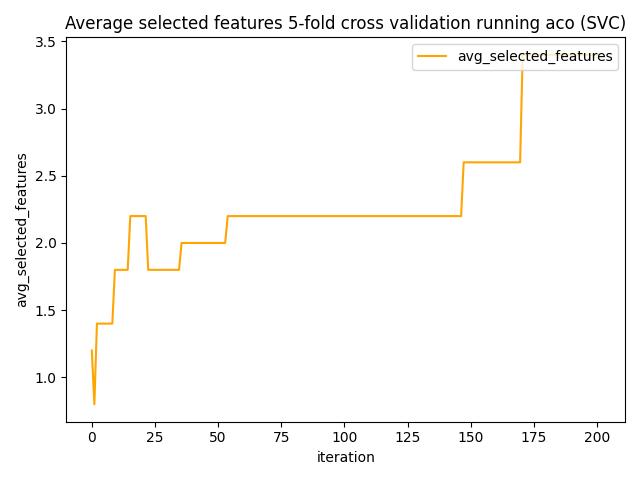 Average selected features 5-fold cross validation running aco (SVC)
avg_selected_features
3.5
3.0
2.5
2.0
1.5
1.0
avg_selected_features
0 25 50 75 100 125 150 175 200
iteration